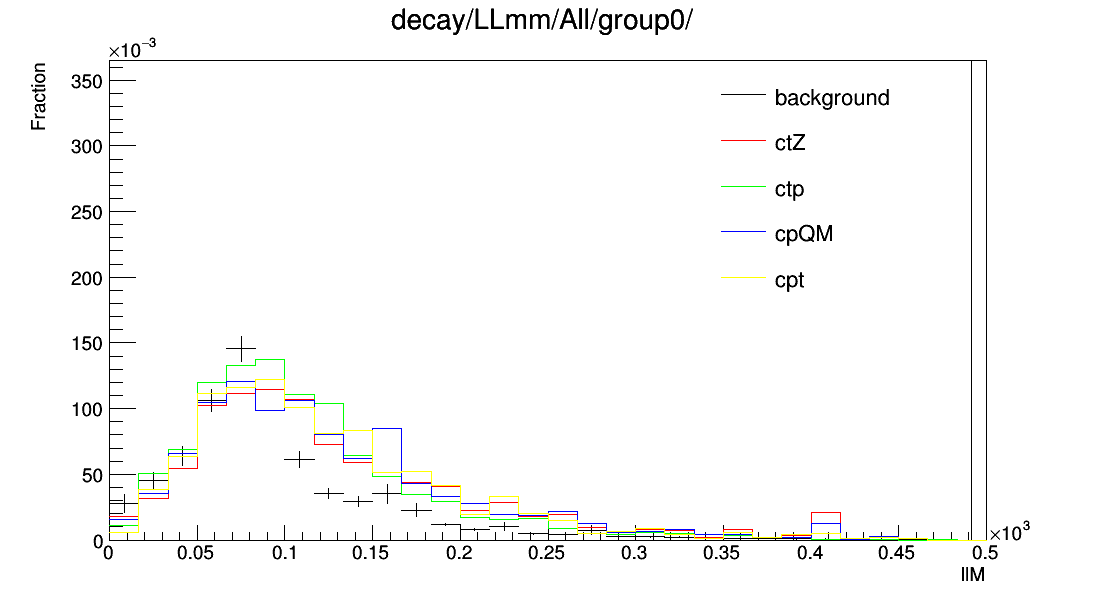 decay/LLmm/All/group0/
×10⁻³
Fraction
350
300
250
200
150
100
50
0
background
ctZ
ctp
cpQM
cpt
0 0.05 0.1 0.15 0.2 0.25 0.3 0.35 0.4 0.45 0.5
×10³
llM